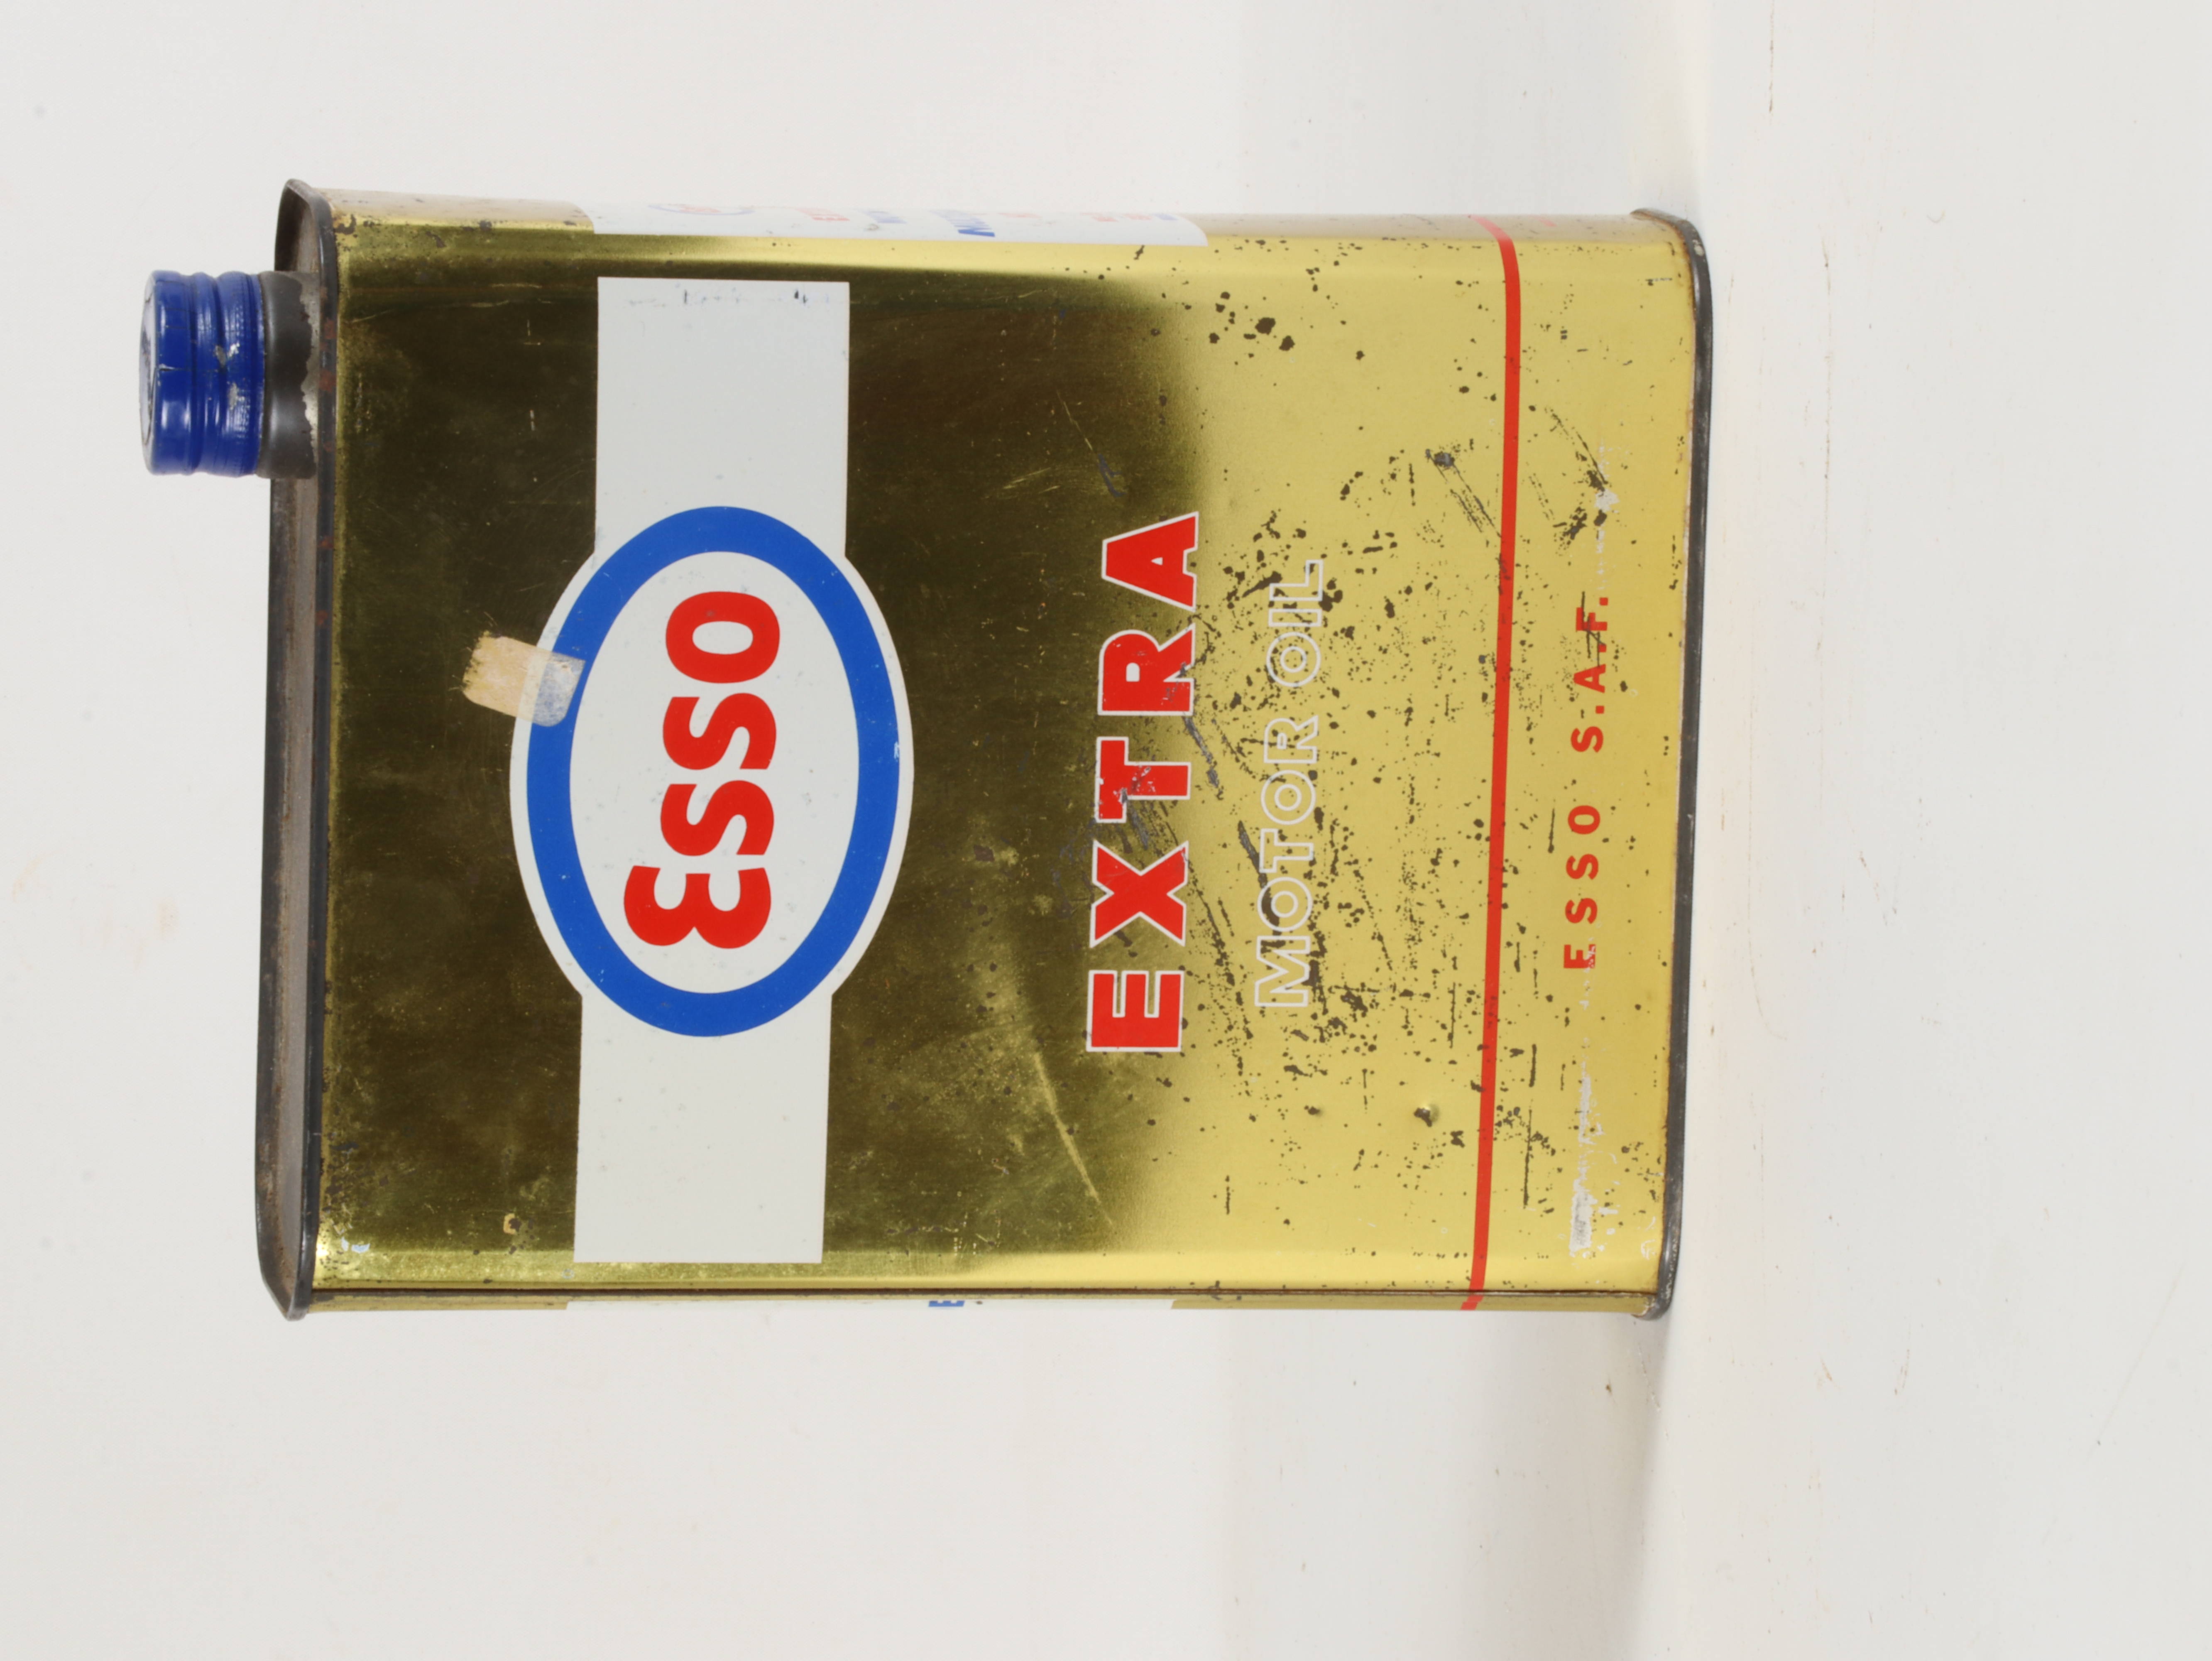 Esso
EXTRA
MOTOR OIL
ESSO S.A.F.